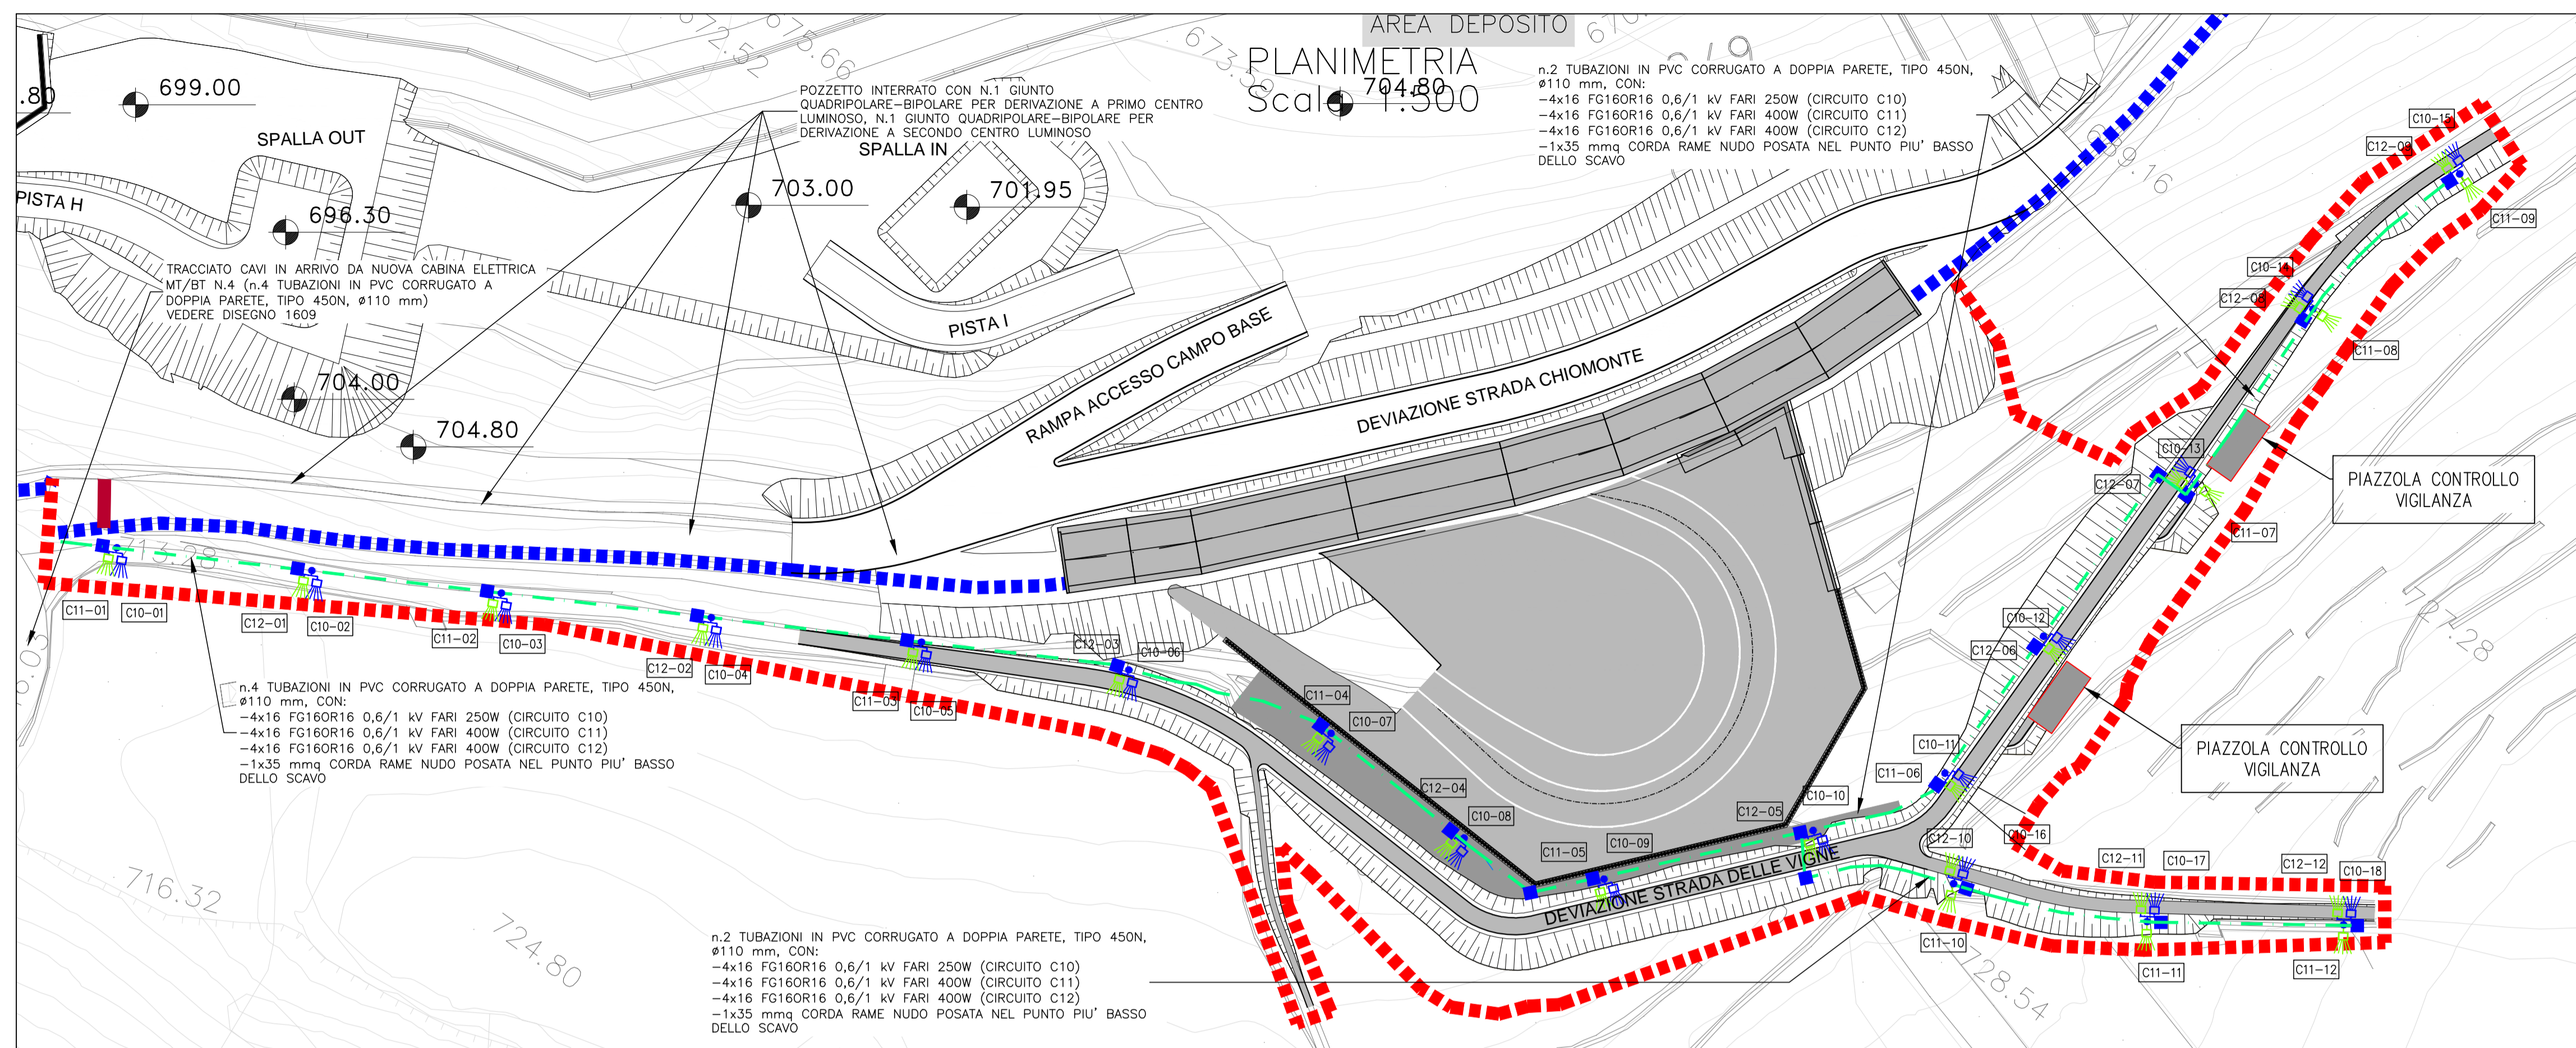 AREA DEPOSITO
PLANIMETRIA
Scala 1:500
704.80
672.52
675.66
673.39
.80
699.00
SPALLA OUT
PISTA H
696.30
POZZETTO INTERRATO CON N.1 GIUNTO
QUADRIPOLARE-BIPOLARE PER DERIVAZIONE A PRIMO CENTRO
LUMINOSO, N.1 GIUNTO QUADRIPOLARE-BIPOLARE PER
DERIVAZIONE A SECONDO CENTRO LUMINOSO
SPALLA IN
703.00
701.95
n.2 TUBAZIONI IN PVC CORRUGATO A DOPPIA PARETE, TIPO 450N,
ø110 mm, CON:
-4x16 FG16OR16 0,6/1 kV FARI 250W (CIRCUITO C10)
-4x16 FG16OR16 0,6/1 kV FARI 400W (CIRCUITO C11)
-4x16 FG16OR16 0,6/1 kV FARI 400W (CIRCUITO C12)
-1x35 mmq CORDA RAME NUDO POSATA NEL PUNTO PIU' BASSO
DELLO SCAVO
TRACCIATO CAVI IN ARRIVO DA NUOVA CABINA ELETTRICA
MT/BT N.4 (n.4 TUBAZIONI IN PVC CORRUGATO A
DOPPIA PARETE, TIPO 450N, ø110 mm)
VEDERE DISEGNO 1609
704.00
704.80
PISTA I
RAMPA ACCESSO CAMPO BASE
DEVIAZIONE STRADA CHIOMONTE
C10-15
C12-09
C11-09
C10-14
C12-08
C11-08
C10-13
C12-07
C11-07
PIAZZOLA CONTROLLO
VIGILANZA
713.28
C11-01
C10-01
C12-01
C10-02
C11-02
C10-03
C12-02
C10-04
C11-03
C10-05
C12-03
C10-06
C11-04
C10-07
C12-04
C10-08
C11-05
C10-09
C12-05
C10-10
C11-06
C10-11
C12-06
C10-12
727.28
PIAZZOLA CONTROLLO
VIGILANZA
n.4 TUBAZIONI IN PVC CORRUGATO A DOPPIA PARETE, TIPO 450N,
ø110 mm, CON:
-4x16 FG16OR16 0,6/1 kV FARI 250W (CIRCUITO C10)
-4x16 FG16OR16 0,6/1 kV FARI 400W (CIRCUITO C11)
-4x16 FG16OR16 0,6/1 kV FARI 400W (CIRCUITO C12)
-1x35 mmq CORDA RAME NUDO POSATA NEL PUNTO PIU' BASSO
DELLO SCAVO
DEVIAZIONE STRADA DELLE VIGNE
C12-10
C10-16
C12-11
C10-17
C12-12
C10-18
C11-10
C11-11
C11-12
716.32
724.80
728.54
n.2 TUBAZIONI IN PVC CORRUGATO A DOPPIA PARETE, TIPO 450N,
ø110 mm, CON:
-4x16 FG16OR16 0,6/1 kV FARI 250W (CIRCUITO C10)
-4x16 FG16OR16 0,6/1 kV FARI 400W (CIRCUITO C11)
-4x16 FG16OR16 0,6/1 kV FARI 400W (CIRCUITO C12)
-1x35 mmq CORDA RAME NUDO POSATA NEL PUNTO PIU' BASSO
DELLO SCAVO